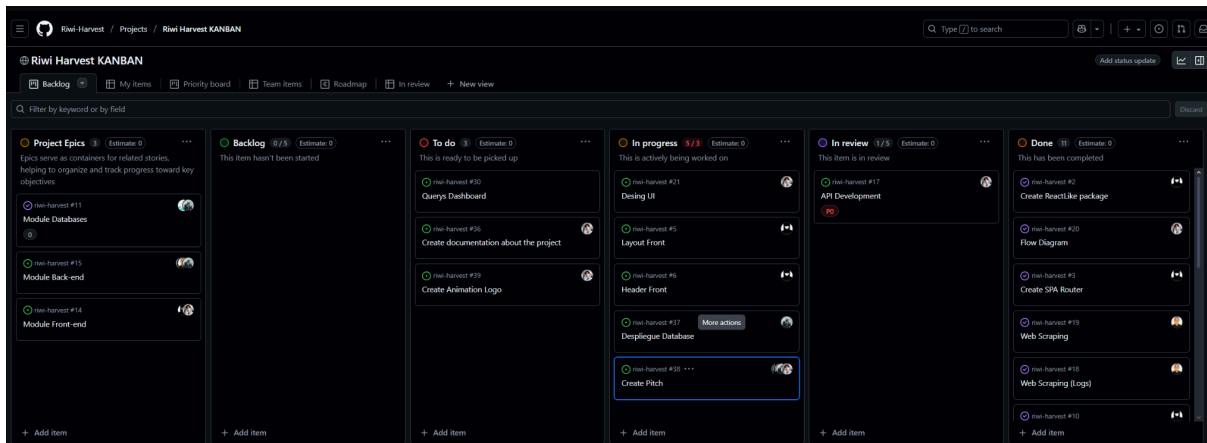 Riwi-Harvest / Projects / Riwi Harvest KANBAN
Type / to search
Riwi Harvest KANBAN
Add status update
Backlog
My items
Priority board
Team items
Roadmap
In review
+ New view
Filter by keyword or by field
Discard
Project Epics 3 Estimate: 0
Epics serve as containers for related stories,
helping to organize and track progress toward key
objectives
riwi-harvest #11
Module Databases
0
riwi-harvest #15
Module Back-end
riwi-harvest #14
Module Front-end
+ Add item
Backlog 0/5 Estimate: 0
This item hasn't been started
+ Add item
To do 3 Estimate: 0
This is ready to be picked up
riwi-harvest #30
Querys Dashboard
riwi-harvest #36
Create documentation about the project
riwi-harvest #39
Create Animation Logo
+ Add item
In progress 5/3 Estimate: 0
This is actively being worked on
riwi-harvest #21
Desing UI
riwi-harvest #5
Layout Front
riwi-harvest #6
Header Front
riwi-harvest #37
More actions
Despliegue Database
riwi-harvest #38
Create Pitch
+ Add item
In review 1/5 Estimate: 0
This item is in review
riwi-harvest #17
API Development
P0
+ Add item
Done 11 Estimate: 0
This has been completed
riwi-harvest #2
Create ReactLike package
riwi-harvest #20
Flow Diagram
riwi-harvest #3
Create SPA Router
riwi-harvest #19
Web Scraping
riwi-harvest #18
Web Scraping (Logs)
riwi-harvest #10
+ Add item